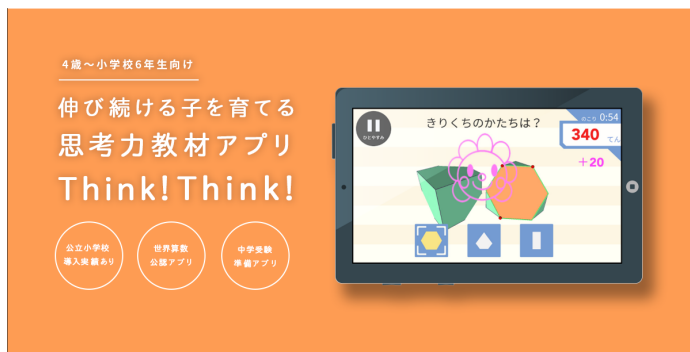 4歳～小学校6年生向け
伸び続ける子を育てる
思考力教材アプリ
Think!Think!
公立小学校
導入実績あり
世界算数
公認アプリ
中学受験
準備アプリ
ひとやすみ
きりくちのかたちは？
のこり 0:54
340 てん
+20